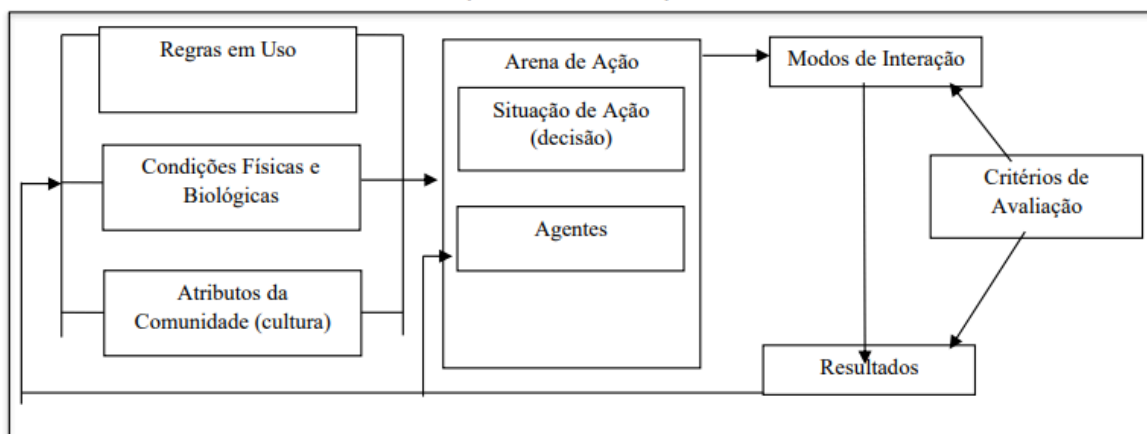 Regras em Uso
Condições Físicas e
Biológicas
Atributos da
Comunidade (cultura)
Arena de Ação
Situação de Ação
(decisão)
Agentes
Modos de Interação
Critérios de
Avaliação
Resultados